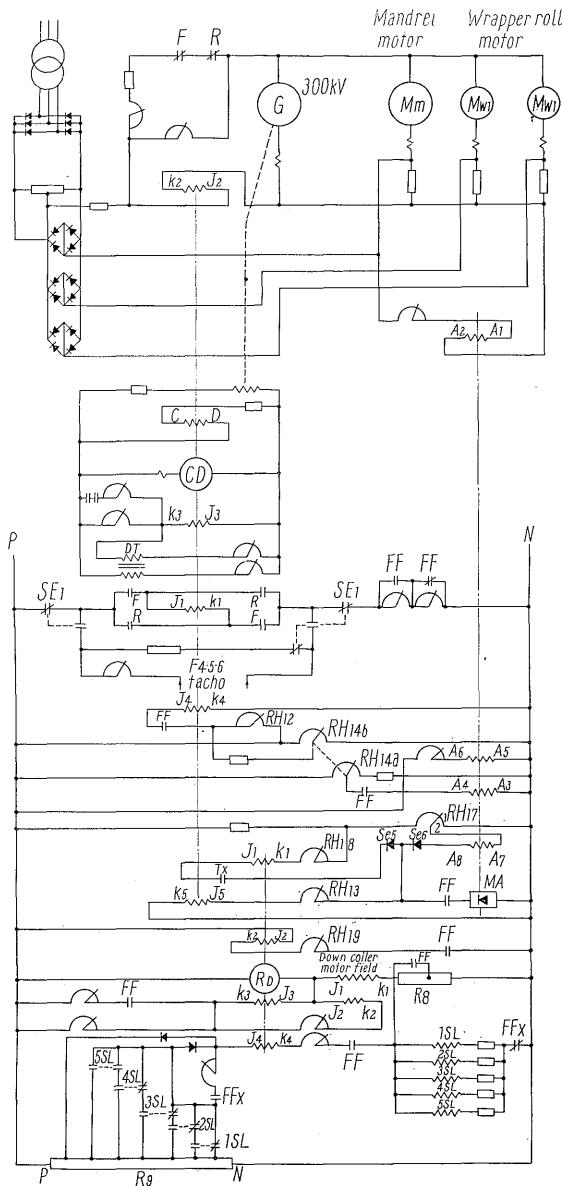 Mandrel motor
Wrapper roll motor
F R
300kV
G
Mm
Mw1
Mw1
k2 J2
A2 A1
C D
CD
k3 J3
DT
P
N
SE1
FF FF
SE1
F R
J1 k1
R F
F4·5·6
tacho
J4 k4
FF RH12
RH14b
RH14a
A6 A5
A4 A3
FF
RH17
1
2
RH18
Se5 Se6
J1 k1
Tx
A8 A7
K5 J5
RH13
FF
MA
k2 J2
RH19
FF
Down coiler
motor field
FF
RD
J1 k1
R8
FF
k3 J3
J2 k2
J4 k4
FF
1SL
2SL
3SL
4SL
5SL
FFX
5SL
4SL
3SL
2SL
1SL
FFX
P
R9
N